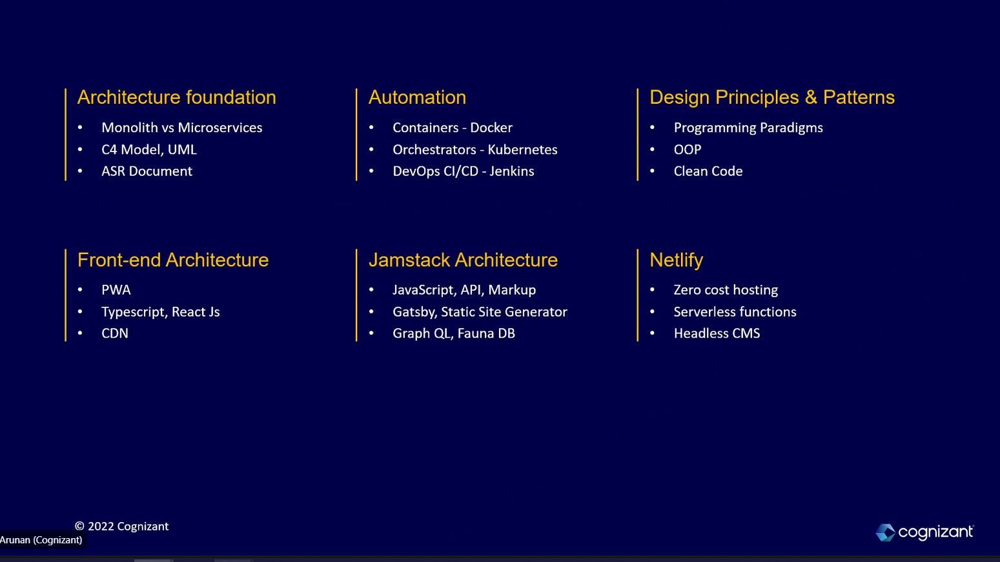 Architecture foundation
• Monolith vs Microservices
• C4 Model, UML
• ASR Document
Automation
• Containers - Docker
• Orchestrators - Kubernetes
• DevOps CI/CD - Jenkins
Design Principles & Patterns
• Programming Paradigms
• OOP
• Clean Code
Front-end Architecture
• PWA
• Typescript, React Js
• CDN
Jamstack Architecture
• JavaScript, API, Markup
• Gatsby, Static Site Generator
• Graph QL, Fauna DB
Netlify
• Zero cost hosting
• Serverless functions
• Headless CMS
© 2022 Cognizant
Arunan (Cognizant)
cognizant